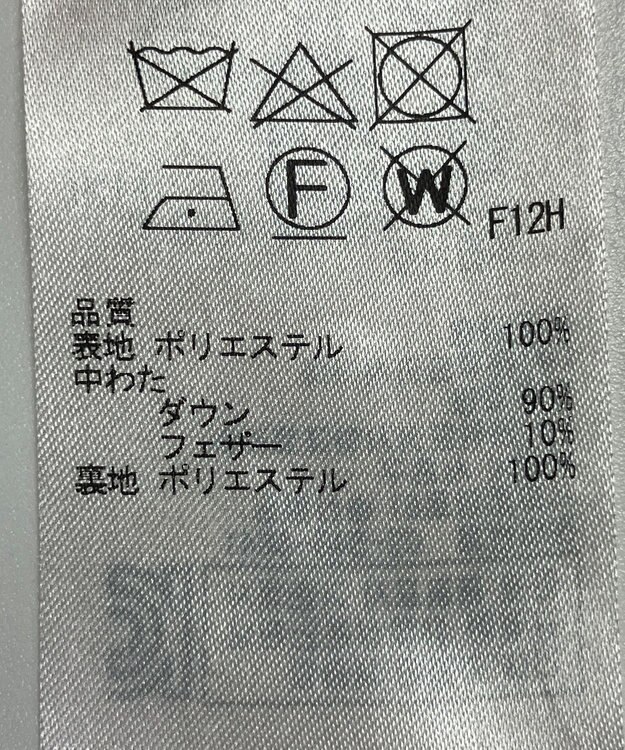 F W F12H
品質
表地 ポリエステル 100%
中わた
ダウン 90%
フェザー 10%
裏地 ポリエステル 100%